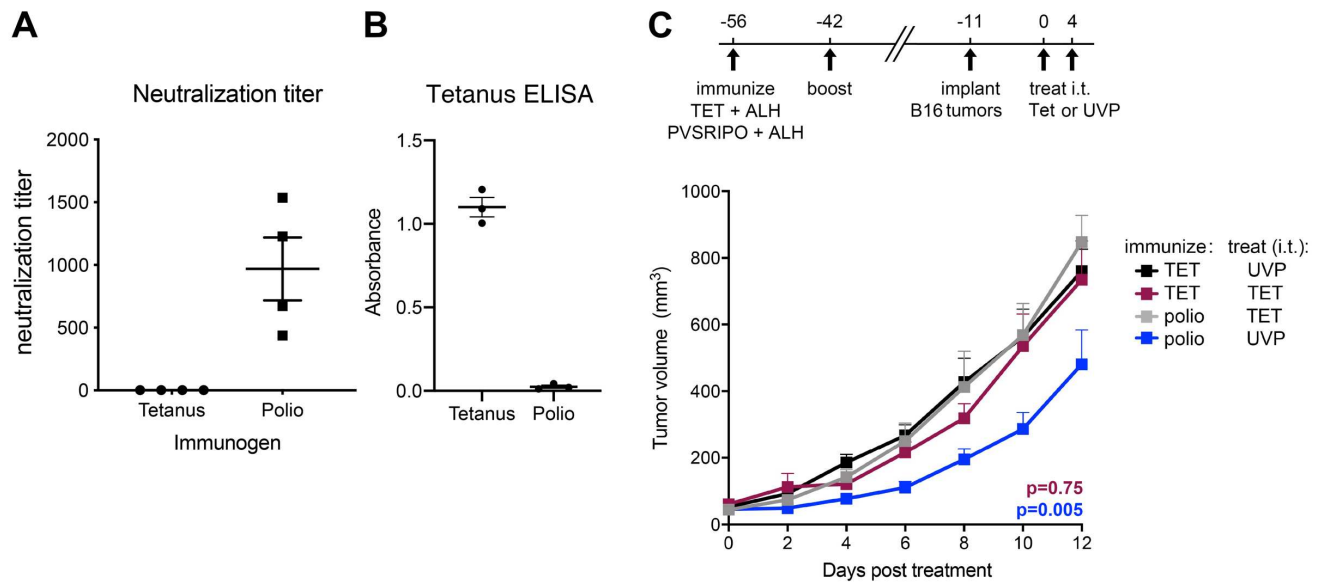 A
Neutralization titer
neutralization titer
2000
1500
1000
500
0
Tetanus
Polio
Immunogen
B
Tetanus ELISA
Absorbance
1.5
1.0
0.5
0.0
Tetanus
Polio
C
-56
-42
-11
0
4
immunize
TET + ALH
PVSRIPO + ALH
boost
implant
B16 tumors
treat i.t.
Tet or UVP
Tumor volume (mm³)
1000
800
600
400
200
0
0
2
4
6
8
10
12
Days post treatment
p=0.75
p=0.005
immunize: treat (i.t.):
TET UVP
TET TET
polio TET
polio UVP